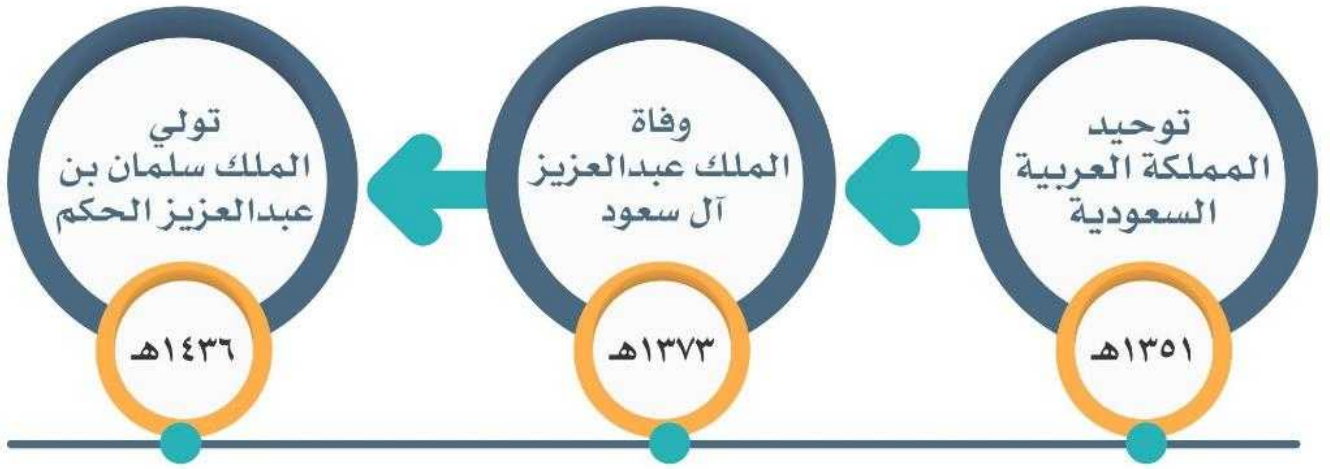 توحيد
المملكة العربية
السعودية
١٣٥١هـ
وفاة
الملك عبدالعزيز
آل سعود
١٣٧٣هـ
تولي
الملك سلمان بن
عبدالعزيز الحكم
١٤٣٦هـ